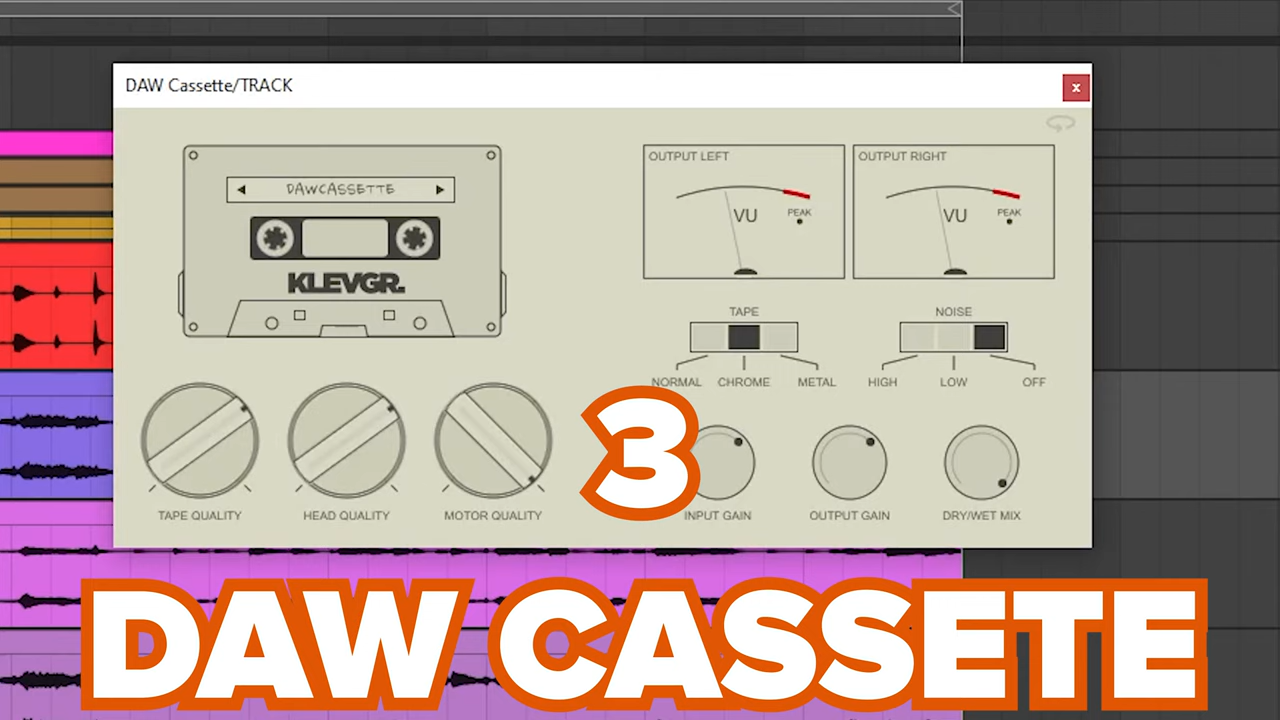 DAW Cassette/TRACK
x
DAWCASSETTE
KLEVGR.
OUTPUT LEFT
VU
PEAK
OUTPUT RIGHT
VU
PEAK
TAPE
NORMAL CHROME METAL
NOISE
HIGH LOW OFF
TAPE QUALITY
HEAD QUALITY
MOTOR QUALITY
3
INPUT GAIN
OUTPUT GAIN
DRY/WET MIX
DAW CASSETE